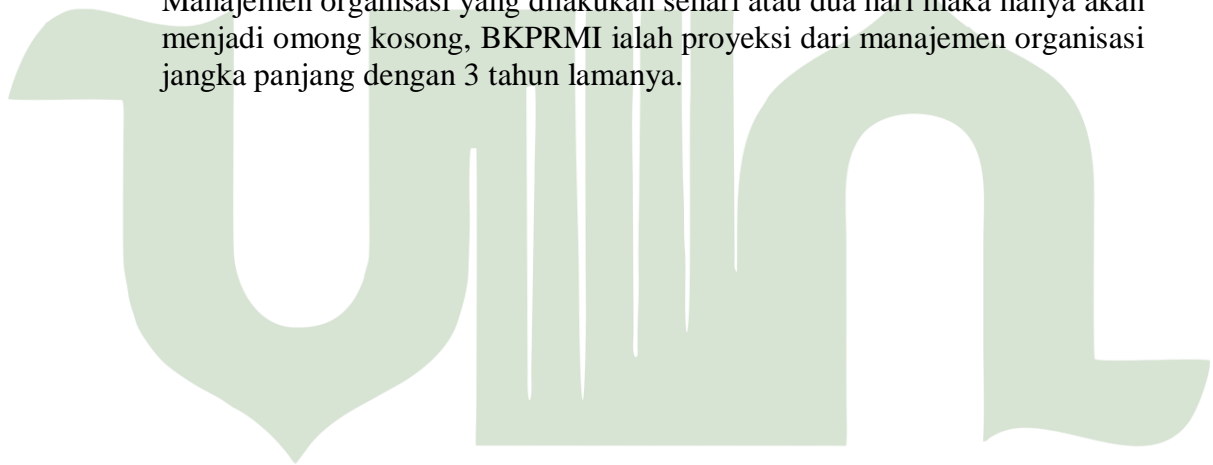 Manajemen organisasi yang dilakukan sehari atau dua hari maka hanya akan
menjadi omong kosong, BKPRMI ialah proyeksi dari manajemen organisasi
jangka panjang dengan 3 tahun lamanya.